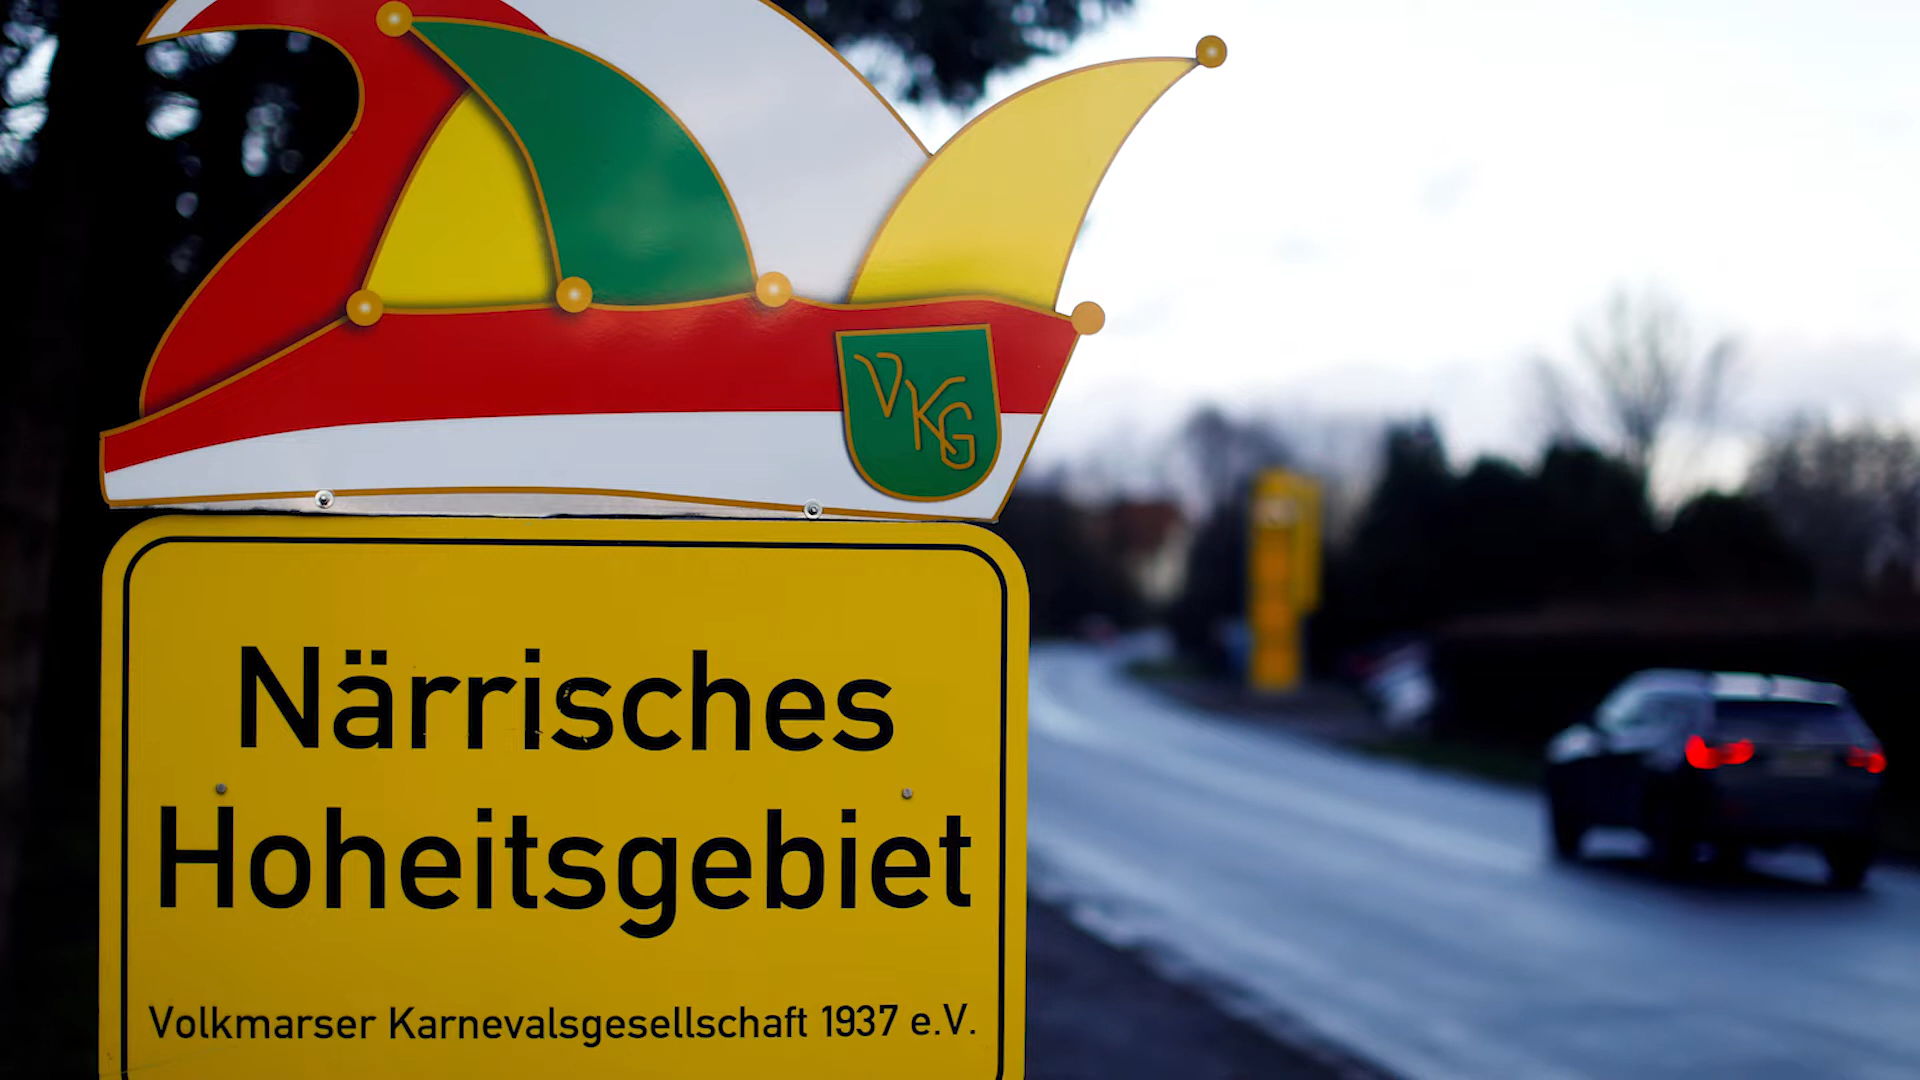 VKG
Närrisches
Hoheitsgebiet
Volkmarser Karnevalsgesellschaft 1937 e.V.